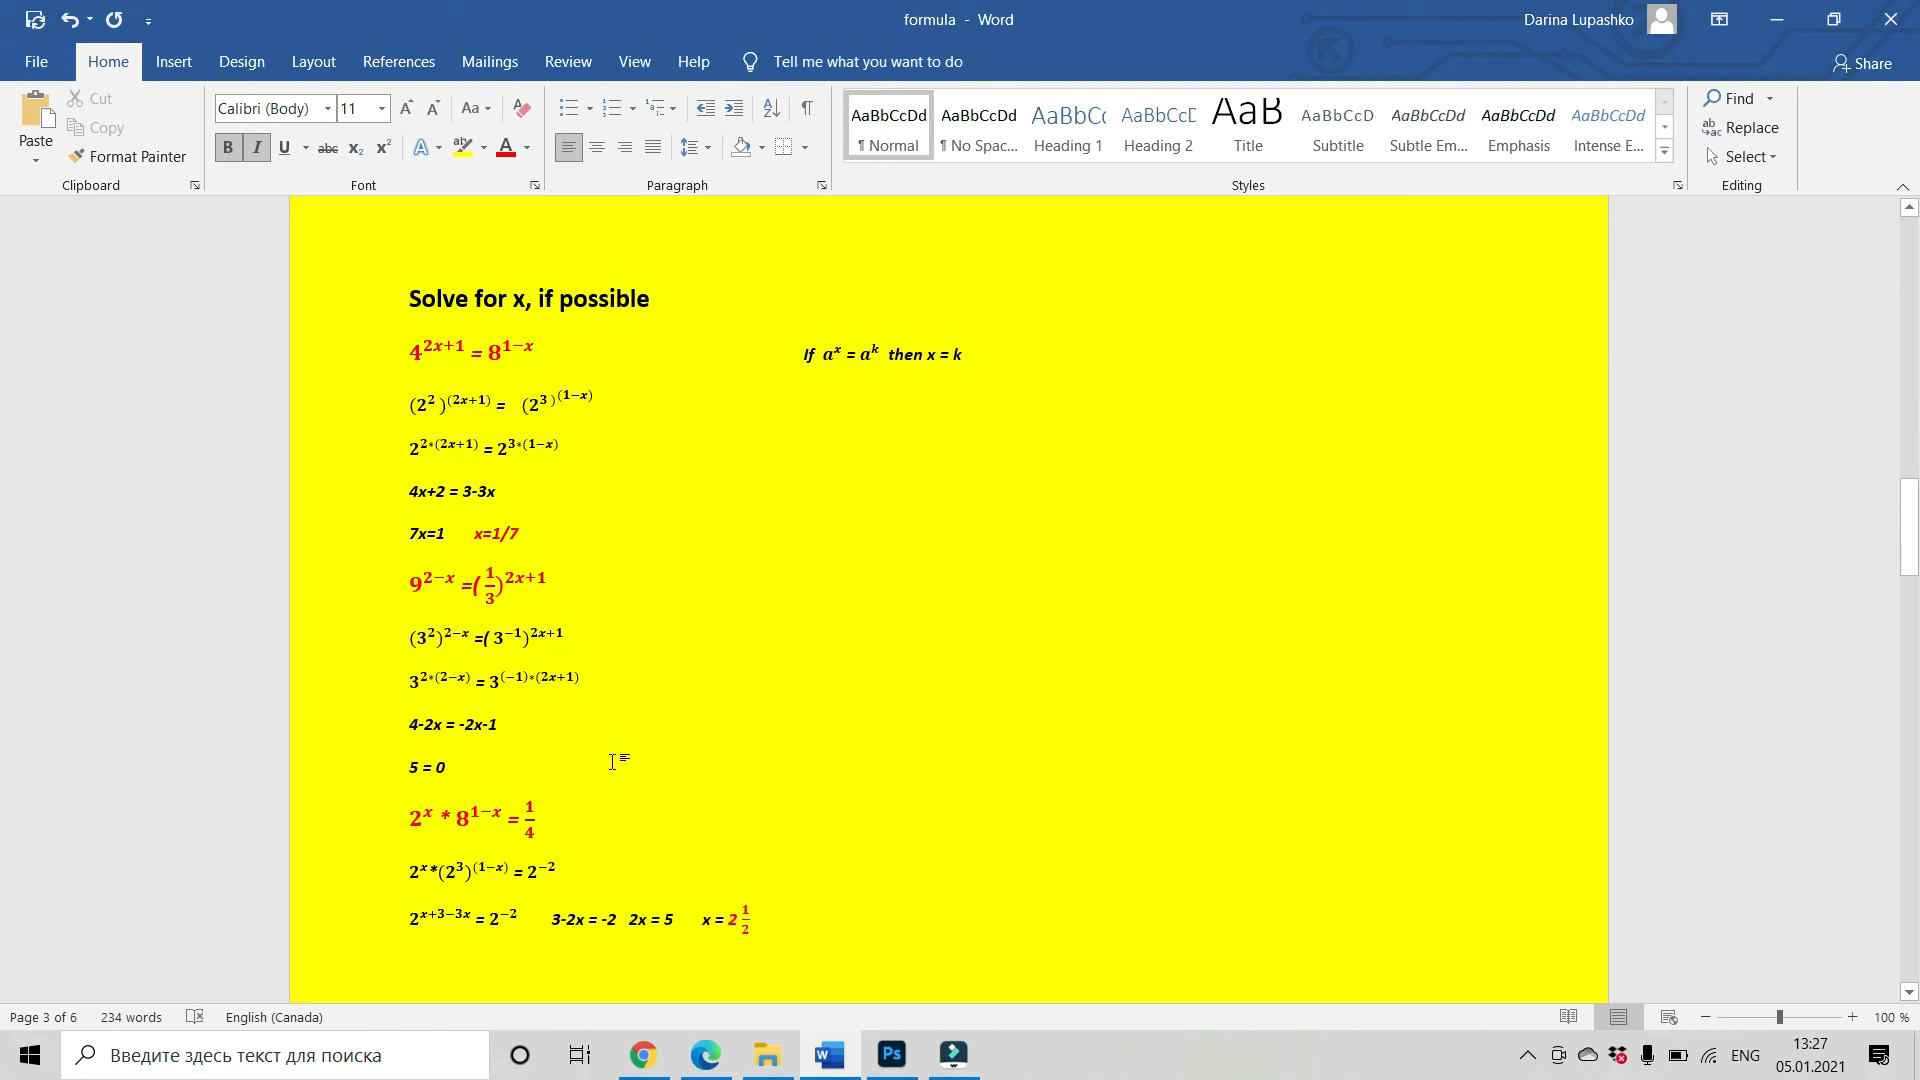 formula - Word
Darina Lupashko
File Home Insert Design Layout References Mailings Review View Help Tell me what you want to do Share
Paste
Cut
Copy
Format Painter
Clipboard
Calibri (Body) 11
Font
Paragraph
AaBbCcDd ¶ Normal
AaBbCcDd ¶ No Spac...
AaBbCc Heading 1
AaBbCcD Heading 2
AaB Title
AaBbCcD Subtitle
AaBbCcDd Subtle Em...
AaBbCcDd Emphasis
AaBbCcDd Intense E...
Styles
Find
Replace
Select
Editing
Solve for x, if possible
4^{2x+1} = 8^{1−x} If a^x = a^k then x = k
(2^2)^{(2x+1)} = (2^3)^{(1−x)}
2^{2*(2x+1)} = 2^{3*(1−x)}
4x+2 = 3-3x
7x=1 x=1/7
9^{2−x} =(1/3)^{2x+1}
(3^2)^{2−x} =( 3^{−1})^{2x+1}
3^{2*(2−x)} = 3^{(−1)*(2x+1)}
4-2x = -2x-1
5 = 0
2^x * 8^{1−x} = 1/4
2^x*(2^3)^{(1−x)} = 2^{−2}
2^{x+3−3x} = 2^{−2} 3-2x = -2 2x = 5 x = 2 1/2
Page 3 of 6 234 words English (Canada) 100 %
Введите здесь текст для поиска
ENG
13:27
05.01.2021